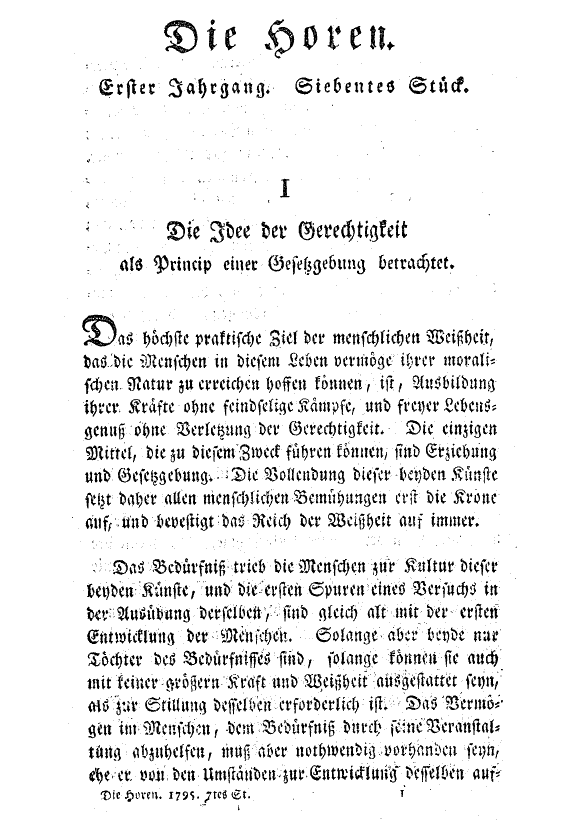 Die Horen.
Erster Jahrgang. Siebentes Stück.
I
Die Idee der Gerechtigkeit
als Princip einer Gesetzgebung betrachtet.
Das höchste praktische Ziel der menschlichen Weißheit,
das die Menschen in diesem Leben vermöge ihrer morali-
schen Natur zu erreichen hoffen können, ist, Ausbildung
ihrer Kräfte ohne feindselige Kämpfe, und freyer Lebens-
genuß ohne Verletzung der Gerechtigkeit. Die einzigen
Mittel, die zu diesem Zweck führen können, sind Erziehung
und Gesetzgebung. Die Vollendung dieser beyden Künste
setzt daher allen menschlichen Bemühungen erst die Krone
auf, und bevestigt das Reich der Weißheit auf immer.
Das Bedürfniß trieb die Menschen zur Kultur dieser
beyden Künste, und die ersten Spuren eines Versuchs in
der Ausübung derselben, sind gleich alt mit der ersten
Entwicklung der Menschen. Solange aber beyde nur
Töchter des Bedürfnisses sind, solange können sie auch
mit keiner größern Kraft und Weißheit ausgestattet seyn,
als zur Stillung desselben erforderlich ist. Das Vermö-
gen im Menschen, dem Bedürfniß durch seine Veranstal-
tung abzuhelfen, muß aber nothwendig vorhanden seyn,
ehe er von den Umständen zur Entwicklung desselben auf-
Die Horen. 1795. 7tes St. 1